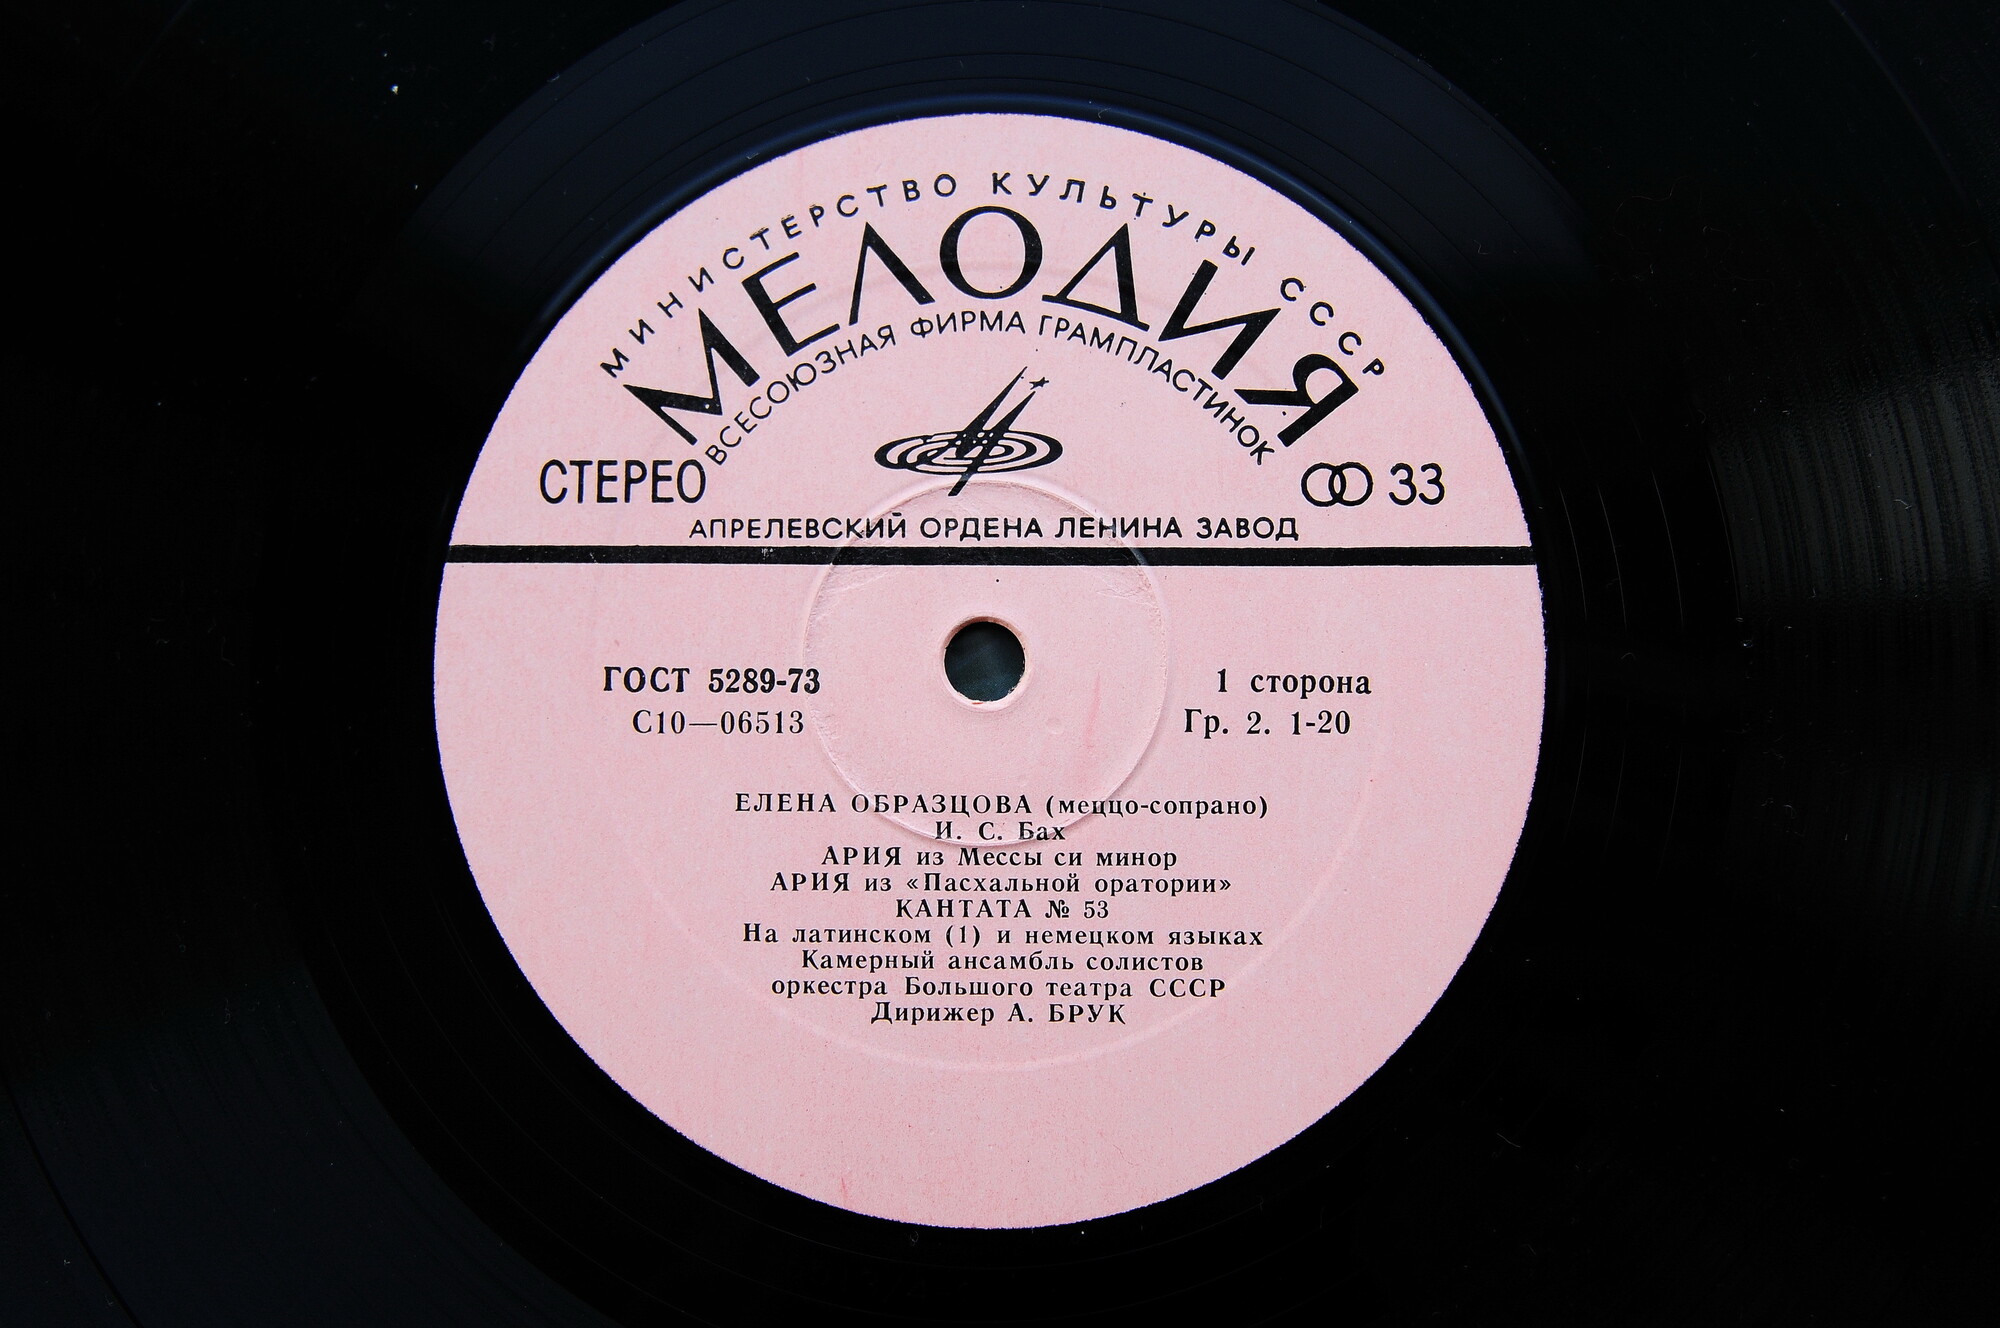 МИНИСТЕРСТВО КУЛЬТУРЫ СССР
МЕЛОДИЯ
ВСЕСОЮЗНАЯ ФИРМА ГРАМПЛАСТИНОК
СТЕРЕО
33
АПРЕЛЕВСКИЙ ОРДЕНА ЛЕНИНА ЗАВОД
ГОСТ 5289-73
1 сторона
С10—06513
Гр. 2. 1-20
ЕЛЕНА ОБРАЗЦОВА (меццо-сопрано)
И. С. Бах
АРИЯ из Мессы си минор
АРИЯ из «Пасхальной оратории»
КАНТАТА № 53
На латинском (1) и немецком языках
Камерный ансамбль солистов
оркестра Большого театра СССР
Дирижер А. БРУК